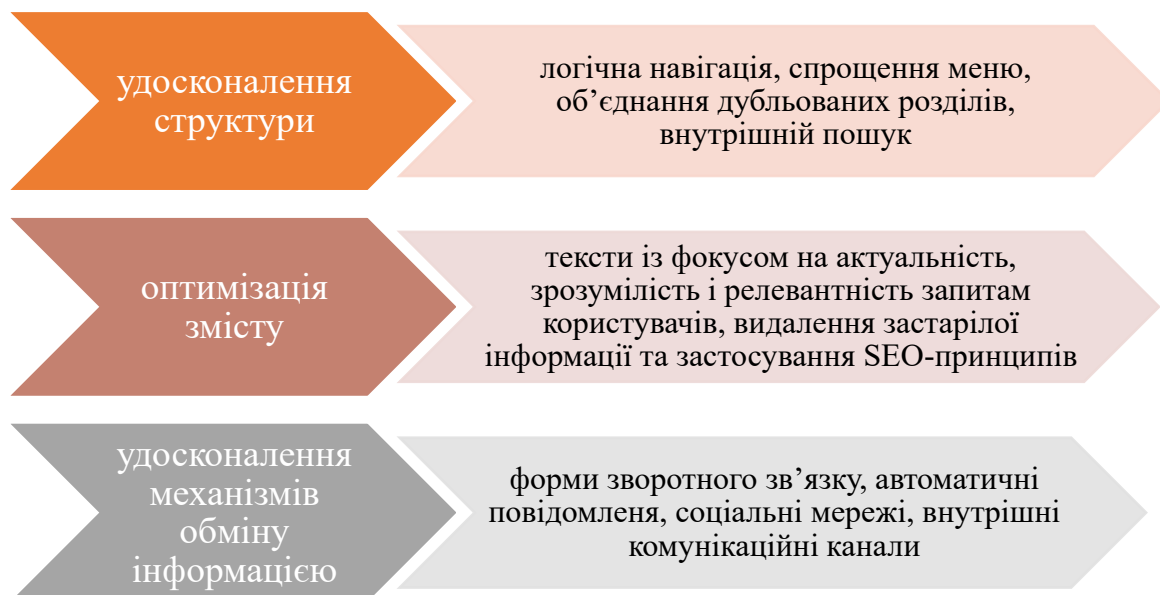 удосконалення
структури
логічна навігація, спрощення меню,
об’єднання дубльованих розділів,
внутрішній пошук
оптимізація
змісту
тексти із фокусом на актуальність,
зрозумілість і релевантність запитам
користувачів, видалення застарілої
інформації та застосування SEO-принципів
удосконалення
механізмів
обміну
інформацією
форми зворотного зв’язку, автоматичні
повідомленя, соціальні мережі, внутрішні
комунікаційні канали